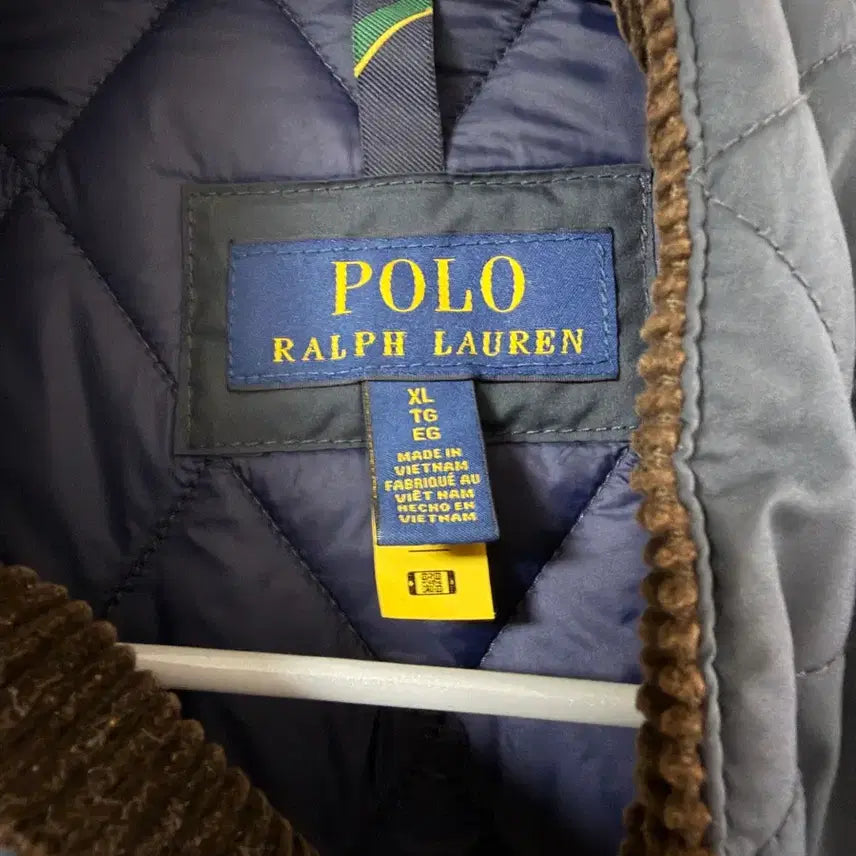 POLO
RALPH LAUREN
XL
TG
EG
MADE IN
VIETNAM
FABRIQUÉ AU
VIÊT NAM
HECHO EN
VIETNAM